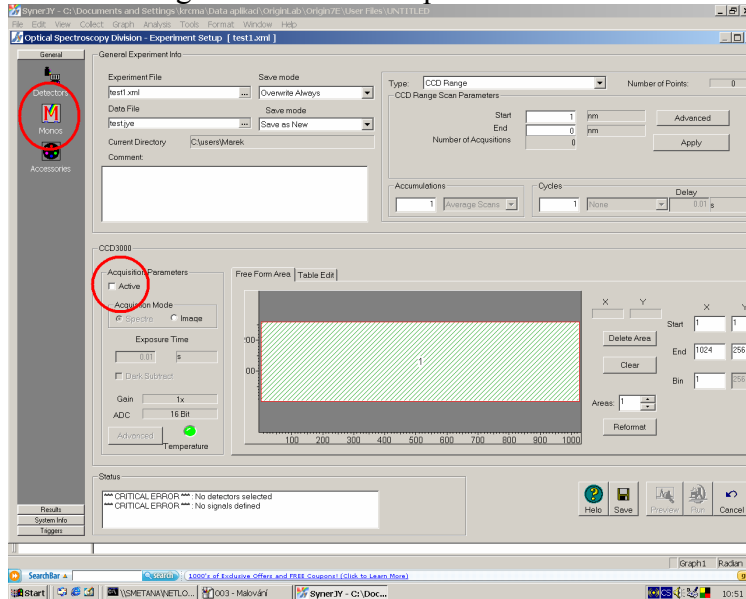 SynerJY - C:\Documents and Settings\krcma\Data aplikací\OriginLab\Origin7E\User Files\UNTITLED
File Edit View Collect Graph Analysis Tools Format Window Help
Optical Spectroscopy Division - Experiment Setup [ test1.xml ]
General
Detectors
Monos
Accessories
Results
System Info
Triggers
General Experiment Info
Experiment File
Save mode
test1.xml
...
Overwrite Always
Data File
Save mode
test.jye
...
Save as New
Current Directory C:\users\Marek
Comment:
Type: CCD Range
Number of Points: 0
CCD Range Scan Parameters
Start 1 nm
Advanced
End 0 nm
Number of Acquisitions 0
Apply
Accumulations
1 Average Scans
Cycles
1 None
Delay
0.01 s
CCD3000
Acquisition Parameters
Active
Acquisition Mode
Spectra Image
Exposure Time
0.01 s
Dark Subtract
Gain 1x
ADC 16 Bit
Advanced
Temperature
Free Form Area Table Edit
1
00
00
100 200 300 400 500 600 700 800 900 1000
X Y
X Y
Start 1 1
Delete Area
End 1024 256
Clear
Bin 1 256
Areas: 1
Reformat
Status
*** CRITICAL ERROR *** : No detectors selected
*** CRITICAL ERROR *** : No signals defined
Help Save Preview Run Cancel
Graph1 Radian
SearchBar Search 1000's of Exclusive Offers and FREE Coupons! (Click to Learn More)
Start \\SMETANA\NETLO... 003 - Malování SynerJY - C:\Doc... CS 10:51